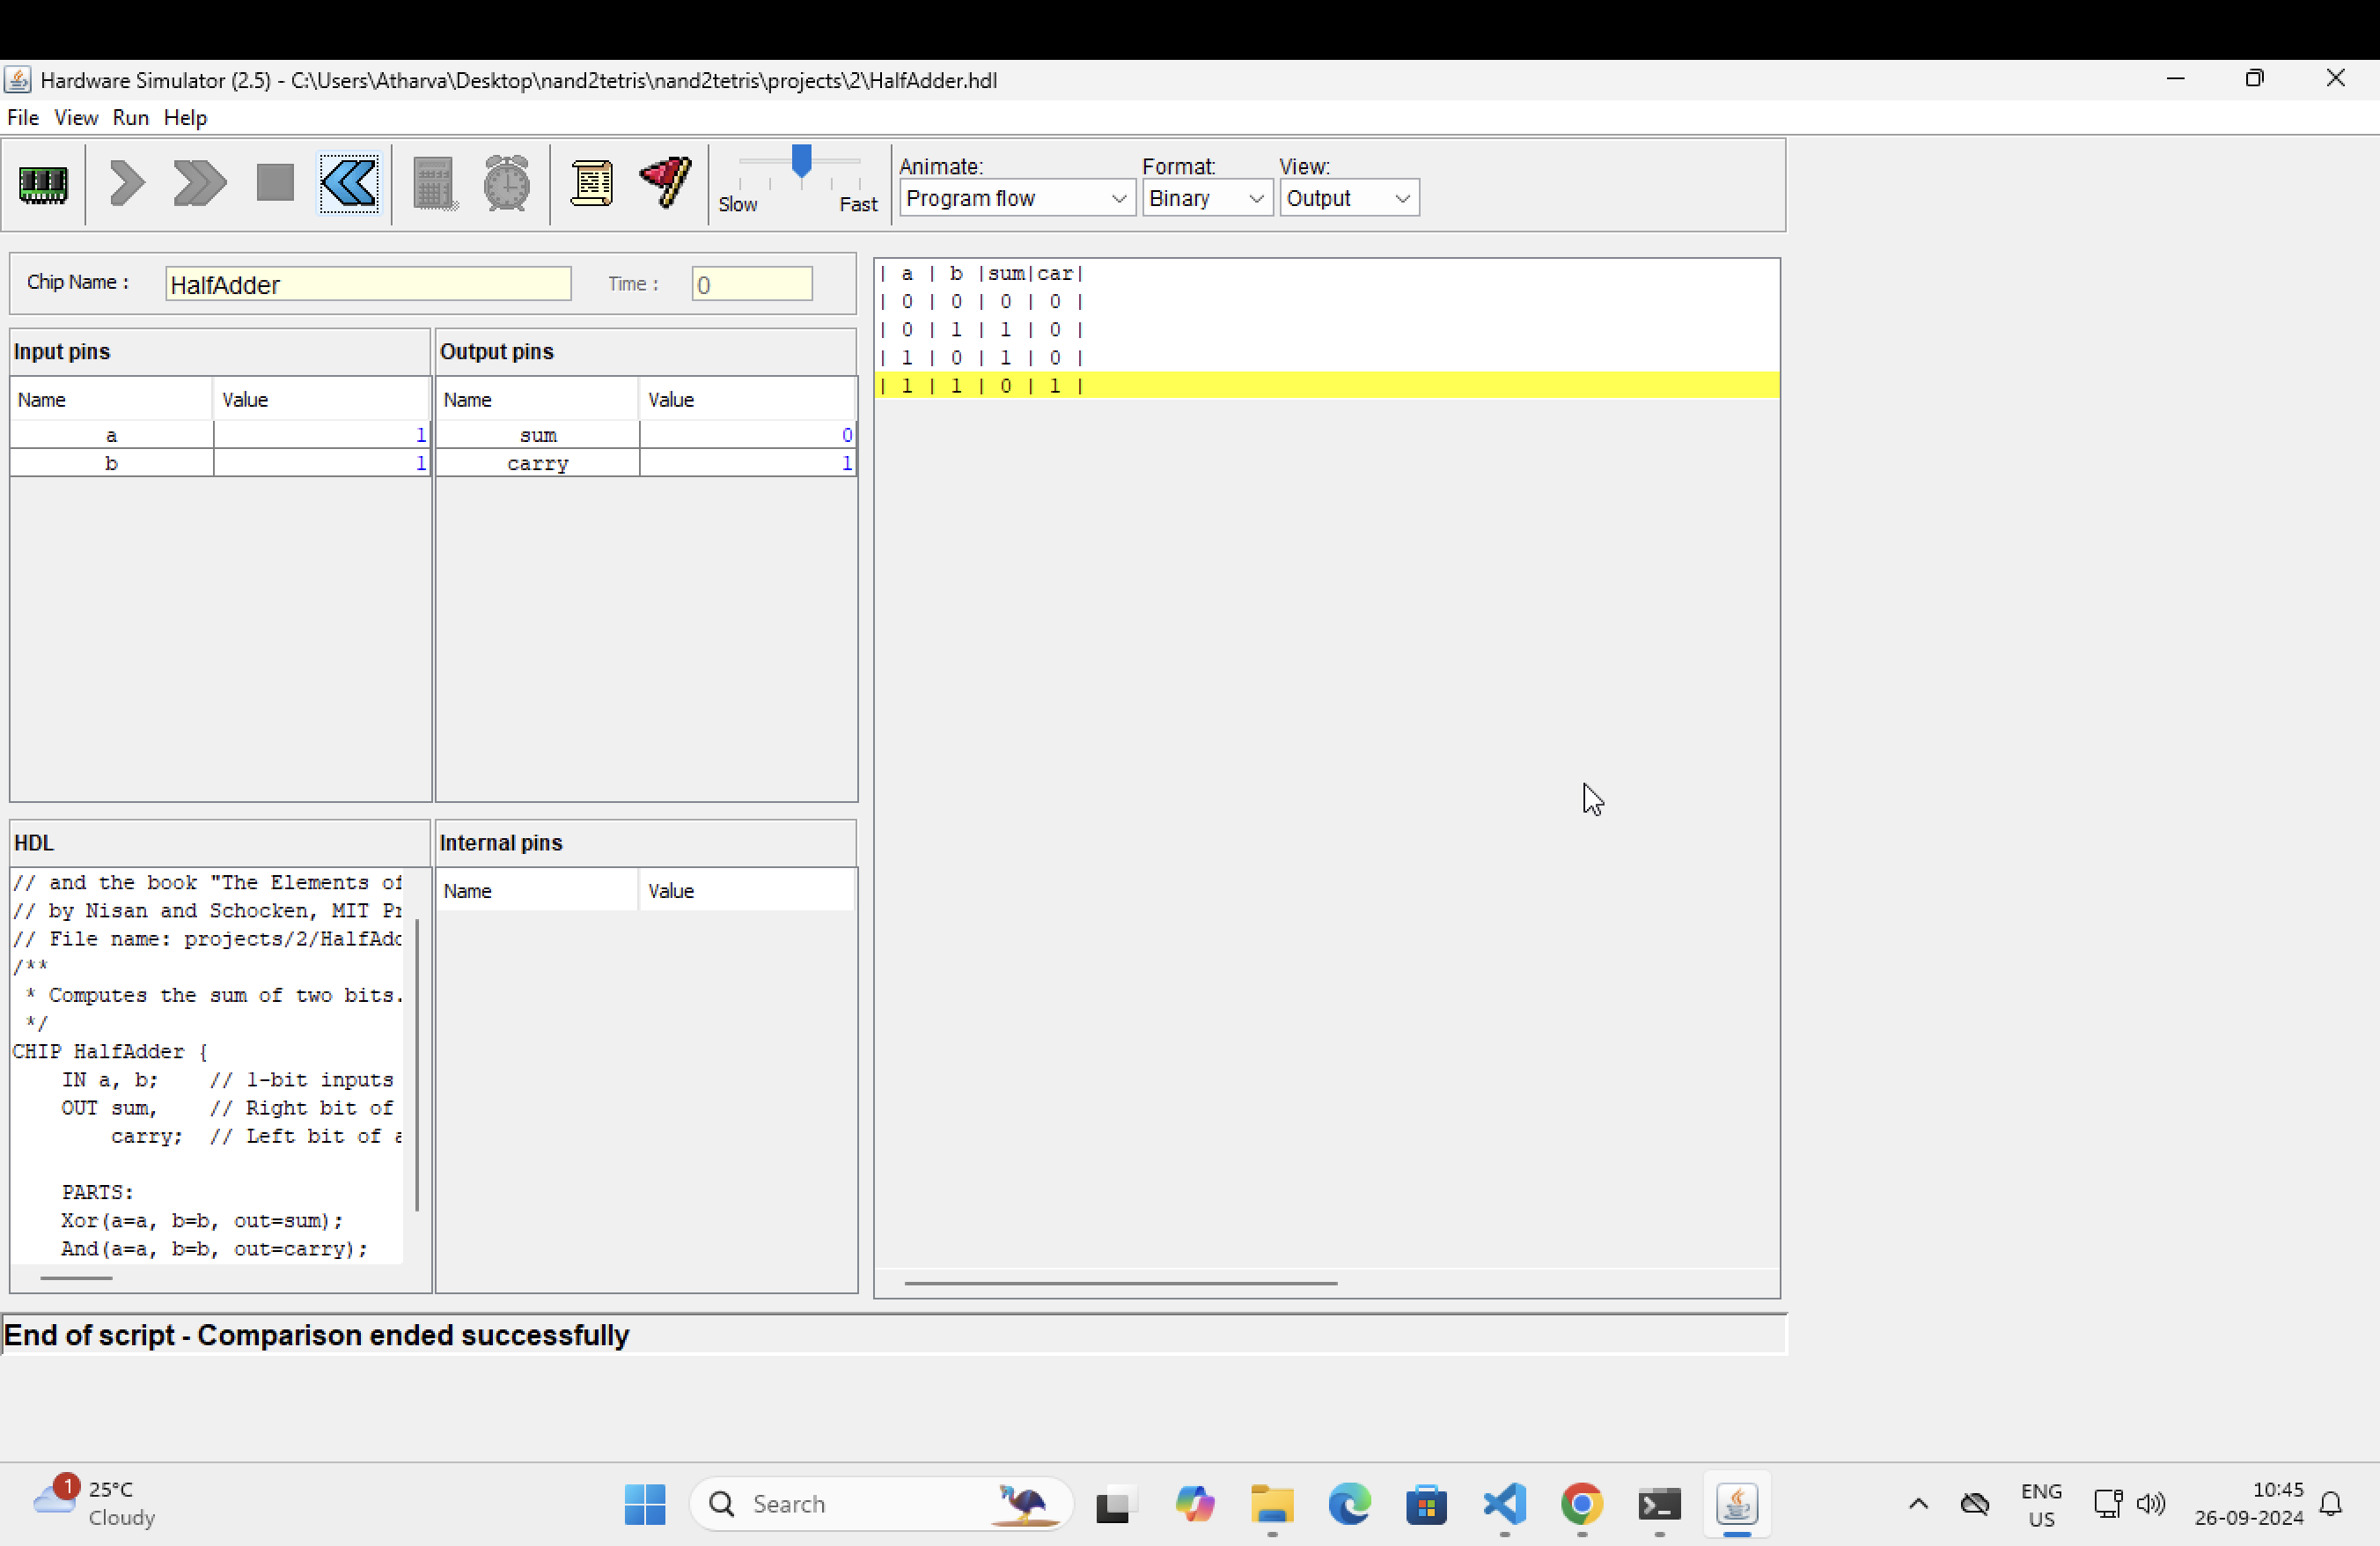 Hardware Simulator (2.5) - C:\Users\Atharva\Desktop\nand2tetris\nand2tetris\projects\2\HalfAdder.hdl
File View Run Help
Animate: Format: View:
Slow Fast Program flow Binary Output
Chip Name : HalfAdder Time : 0
Input pins
Name Value
a 1
b 1
Output pins
Name Value
sum 0
carry 1
| a | b |sum|car|
| 0 | 0 | 0 | 0 |
| 0 | 1 | 1 | 0 |
| 1 | 0 | 1 | 0 |
| 1 | 1 | 0 | 1 |
HDL
// and the book "The Elements of
// by Nisan and Schocken, MIT Pr
// File name: projects/2/HalfAdd
/**
* Computes the sum of two bits.
*/
CHIP HalfAdder {
IN a, b; // 1-bit inputs
OUT sum, // Right bit of
carry; // Left bit of a
PARTS:
Xor(a=a, b=b, out=sum);
And(a=a, b=b, out=carry);
Internal pins
Name Value
End of script - Comparison ended successfully
1 25°C
Cloudy
Search
ENG
US
10:45
26-09-2024